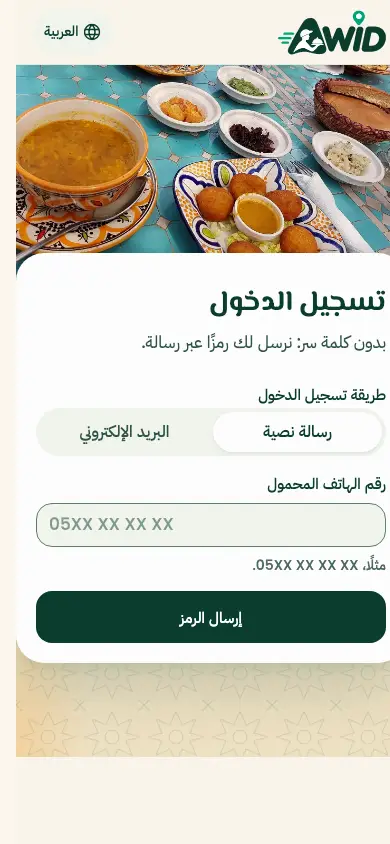 العربية
AWID
تسجيل الدخول
بدون كلمة سر: نرسل لك رمزًا عبر رسالة.
طريقة تسجيل الدخول
رسالة نصية
البريد الإلكتروني
رقم الهاتف المحمول
05XX XX XX XX
مثلًا، 05XX XX XX XX.
إرسال الرمز